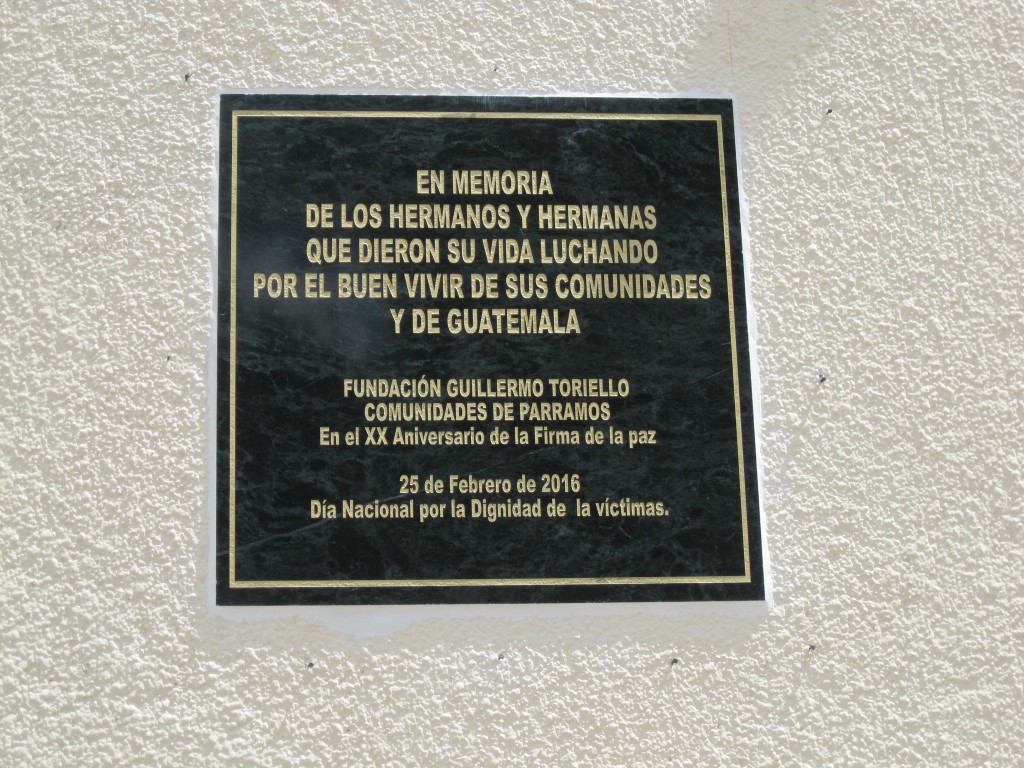 EN MEMORIA
DE LOS HERMANOS Y HERMANAS
QUE DIERON SU VIDA LUCHANDO
POR EL BUEN VIVIR DE SUS COMUNIDADES
Y DE GUATEMALA
FUNDACIÓN GUILLERMO TORIELLO
COMUNIDADES DE PARRAMOS
En el XX Aniversario de la Firma de la paz
25 de Febrero de 2016
Día Nacional por la Dignidad de la víctimas.